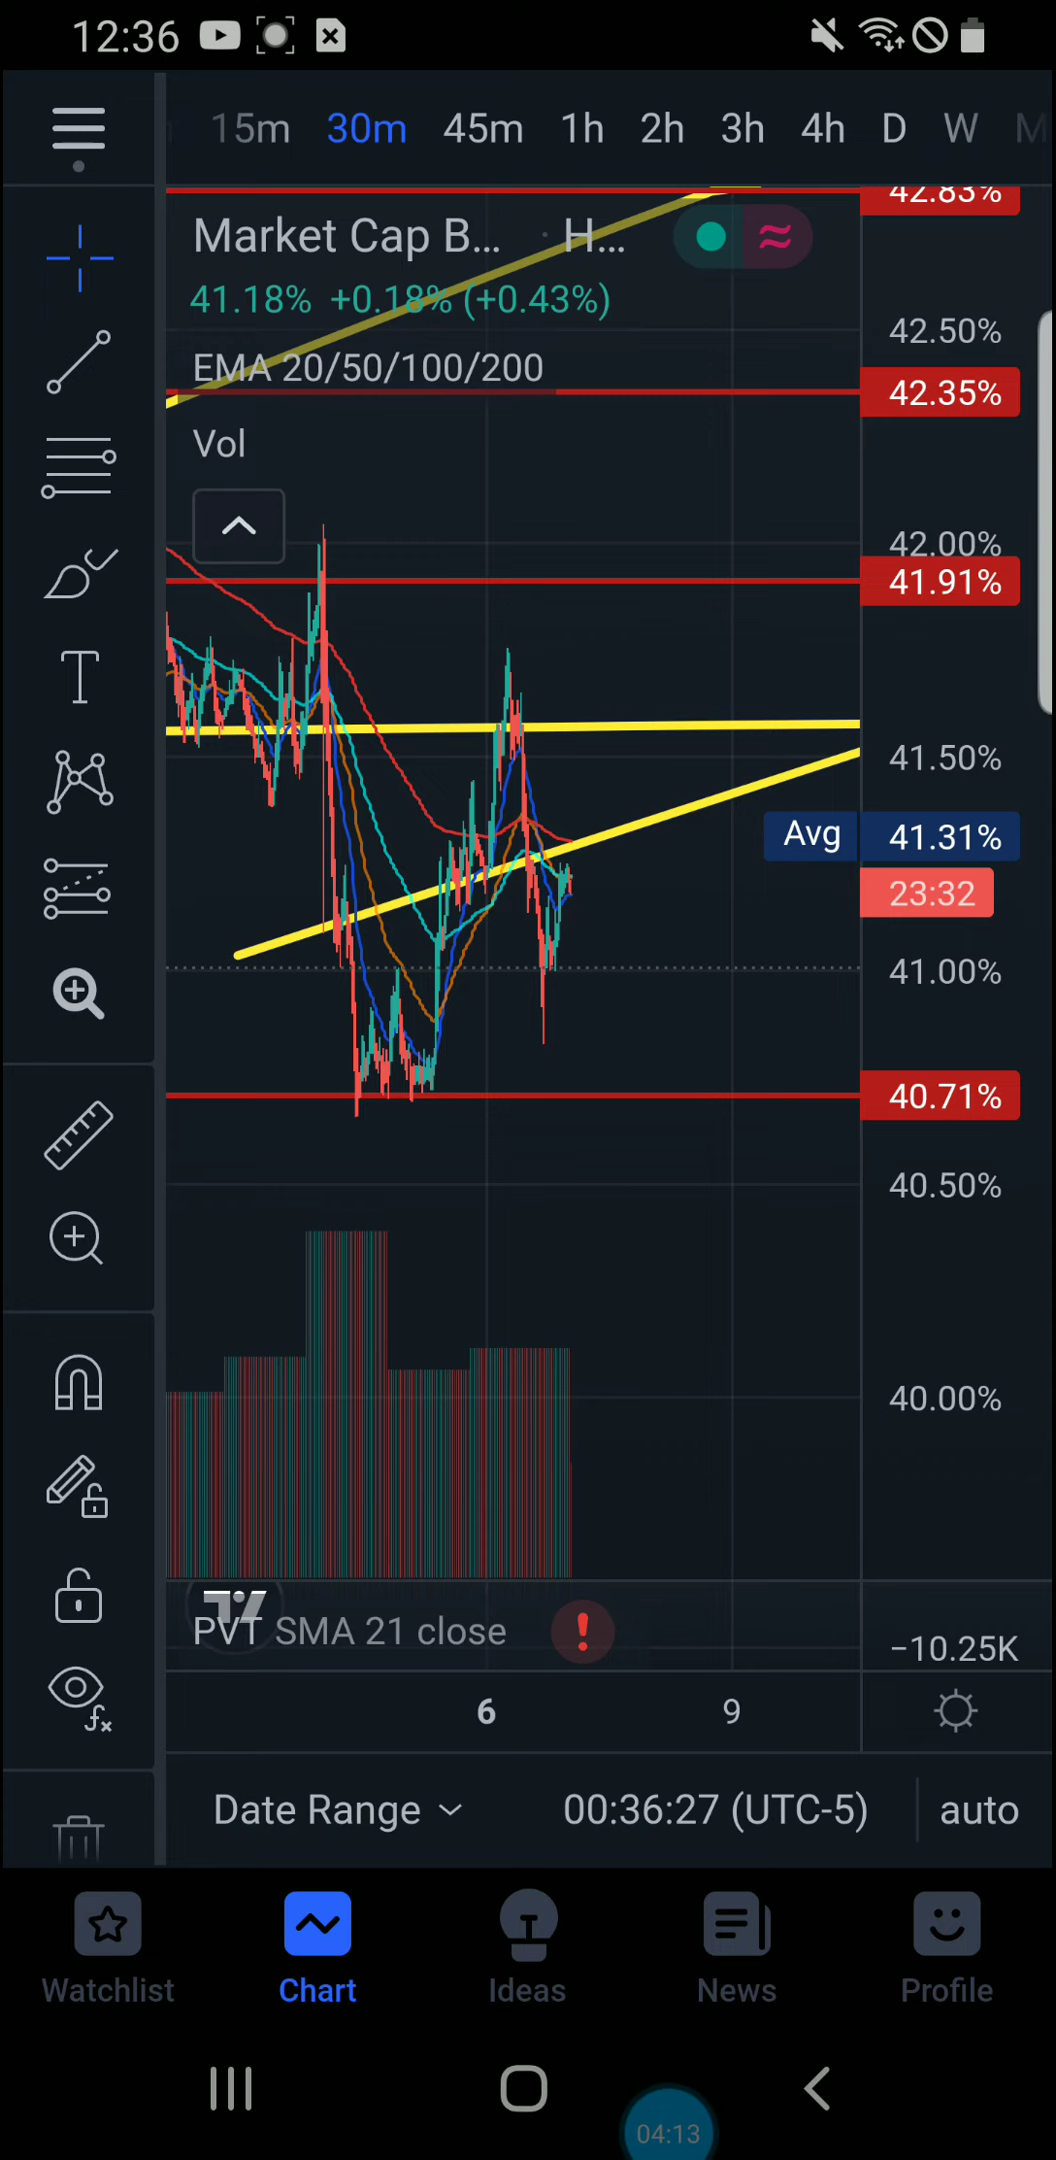 12:36
15m 30m 45m 1h 2h 3h 4h D W M
42.83%
Market Cap B... · H...
41.18% +0.18% (+0.43%)
42.50%
EMA 20/50/100/200
42.35%
Vol
42.00%
41.91%
41.50%
Avg 41.31%
23:32
41.00%
40.71%
40.50%
40.00%
PVT SMA 21 close
−10.25K
6 9
Date Range 00:36:27 (UTC-5) auto
Watchlist Chart Ideas News Profile
04:13